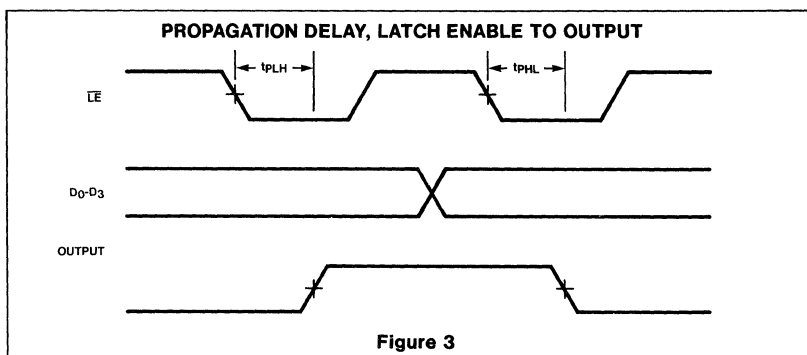 PROPAGATION DELAY, LATCH ENABLE TO OUTPUT
tPLH tPHL
LE
D0-D3
OUTPUT
Figure 3